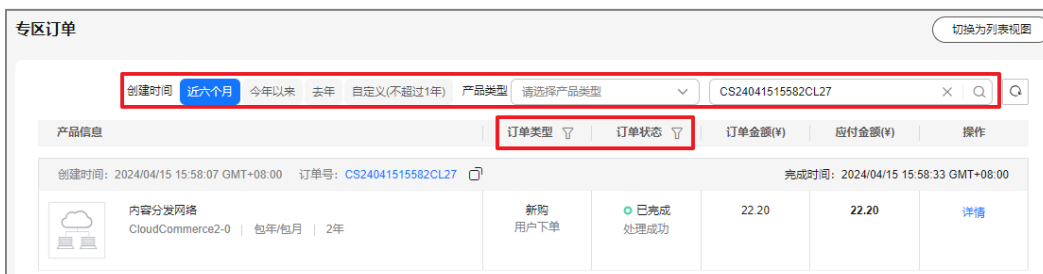 专区订单 切换为列表视图
创建时间 近六个月 今年以来 去年 自定义(不超过1年) 产品类型 请选择产品类型 CS24041515582CL27
产品信息 订单类型 订单状态 订单金额(¥) 应付金额(¥) 操作
创建时间：2024/04/15 15:58:07 GMT+08:00 订单号：CS24041515582CL27 完成时间：2024/04/15 15:58:33 GMT+08:00
内容分发网络 新购 已完成 22.20 22.20 详情
CloudCommerce2-0 | 包年/包月 | 2年 用户下单 处理成功